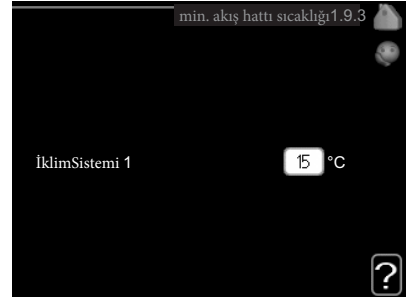 min. akış hattı sıcaklığı1.9.3
İklimSistemi 1
15 °C
?